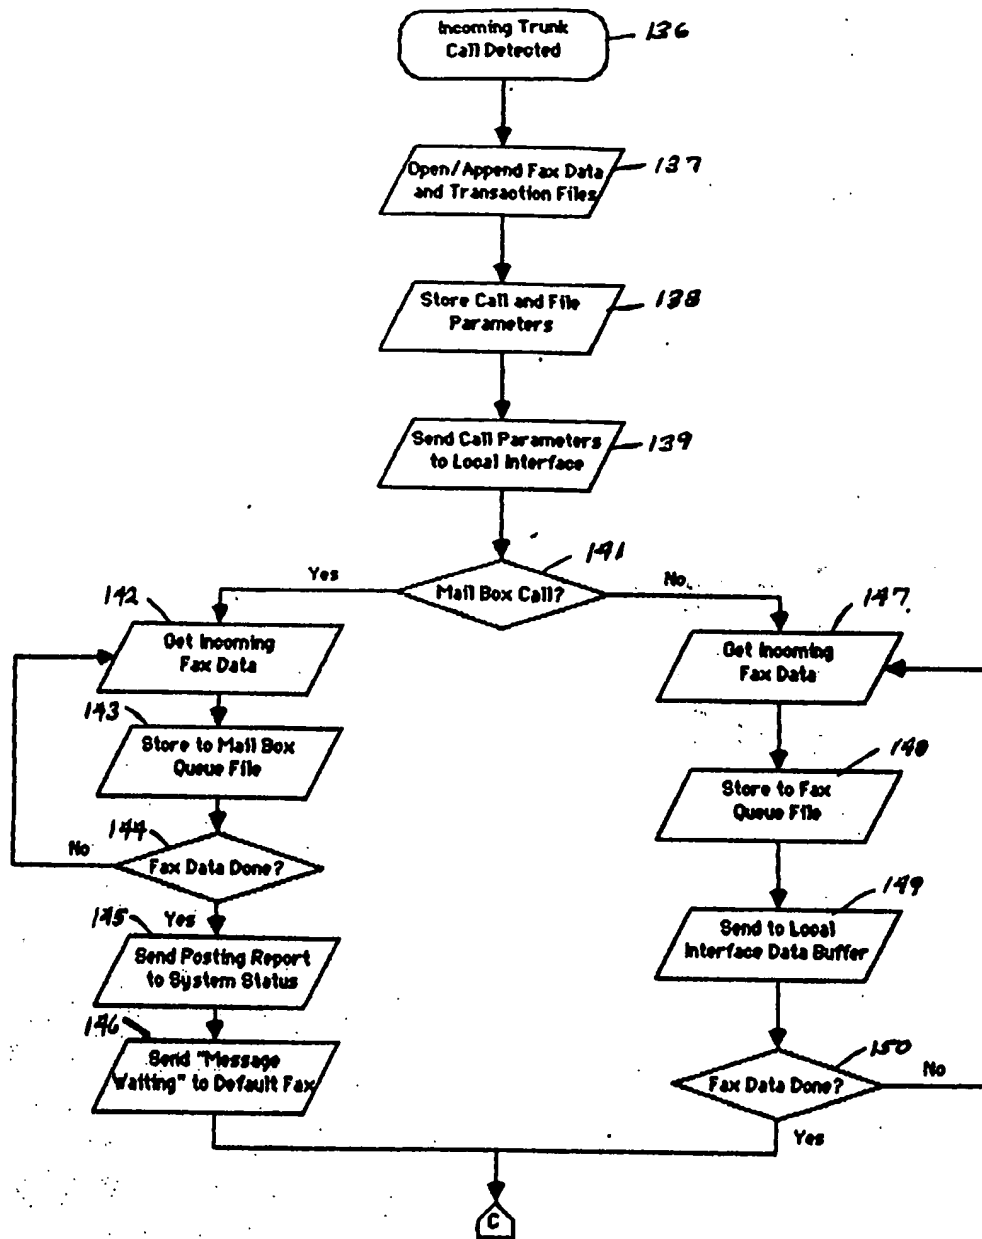 Incoming Trunk
Call Detected
136
Open/Append Fax Data
and Transaction Files
137
Store Call and File
Parameters
138
Send Call Parameters
to Local Interface
139
Mail Box Call?
141
Yes
No
142
Get Incoming
Fax Data
143
Store to Mail Box
Queue File
144
Fax Data Done?
No
Yes
145
Send Posting Report
to System Status
146
Send "Message
Waiting" to Default Fax
147
Get Incoming
Fax Data
148
Store to Fax
Queue File
149
Send to Local
Interface Data Buffer
150
Fax Data Done?
No
Yes
C